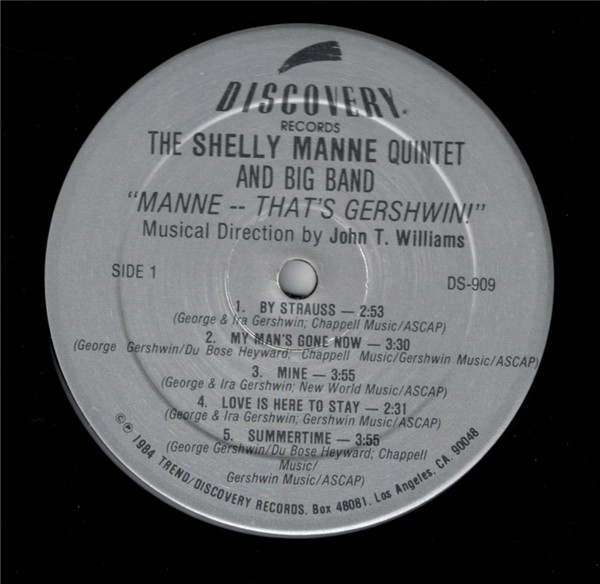 DISCOVERY
RECORDS
THE SHELLY MANNE QUINTET
AND BIG BAND
"MANNE -- THAT'S GERSHWIN!"
Musical Direction by John T. Williams
SIDE 1
DS-909
1. BY STRAUSS — 2:53
(George & Ira Gershwin; Chappell Music/ASCAP)
2. MY MAN'S GONE NOW — 3:30
(George Gershwin/Du Bose Heyward; Chappell Music/Gershwin Music/ASCAP)
3. MINE — 3:55
(George & Ira Gershwin; New World Music/ASCAP)
4. LOVE IS HERE TO STAY — 2:31
(George & Ira Gershwin; Gershwin Music/ASCAP)
5. SUMMERTIME — 3:55
(George Gershwin/Du Bose Heyward; Chappell
Music/
Gershwin Music/ASCAP)
©℗ 1984 TREND/DISCOVERY RECORDS. Box 48081. Los Angeles, CA. 90048